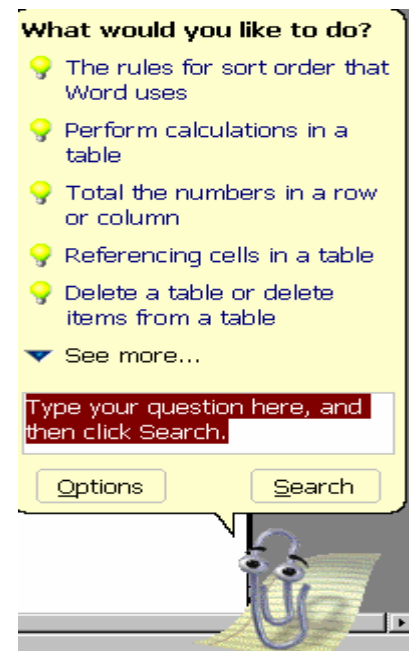 What would you like to do?
The rules for sort order that
Word uses
Perform calculations in a
table
Total the numbers in a row
or column
Referencing cells in a table
Delete a table or delete
items from a table
See more...
Type your question here, and
then click Search.
Options Search